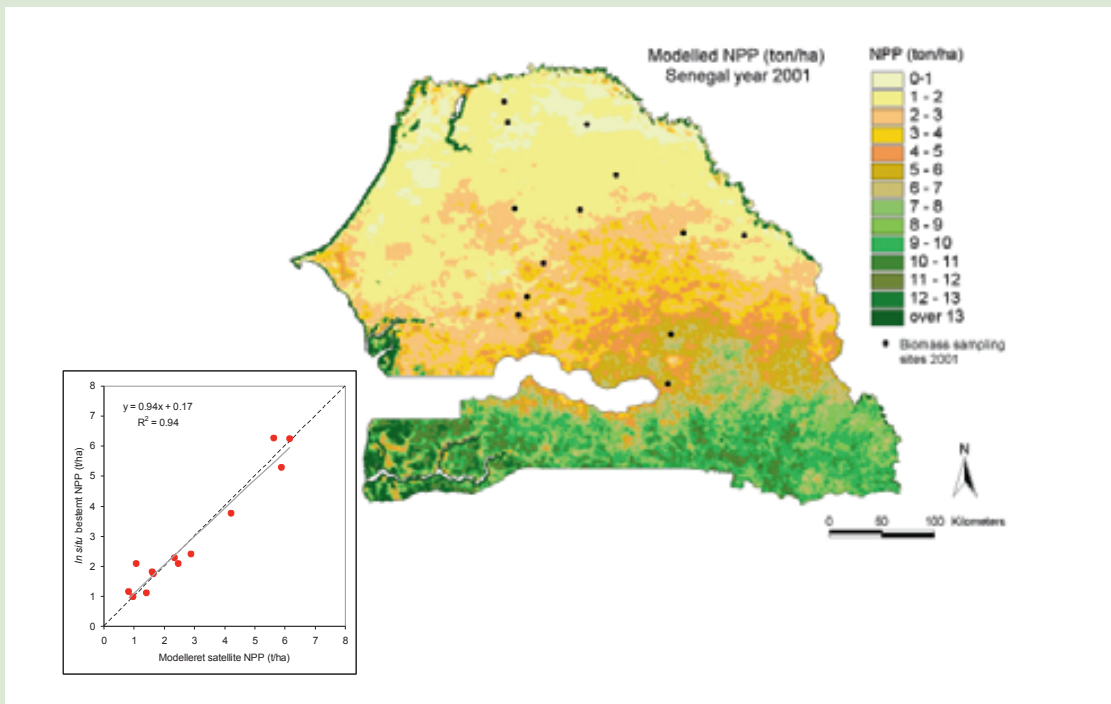 Modelled NPP (ton/ha)
Senegal year 2001
NPP (ton/ha)
0-1
1 - 2
2 - 3
3 - 4
4 - 5
5 - 6
6 - 7
7 - 8
8 - 9
9 - 10
10 - 11
11 - 12
12 - 13
over 13
Biomass sampling
sites 2001
N
0 50 100 Kilometers
y = 0.94x + 0.17
R² = 0.94
In situ bestemt NPP (t/ha)
8
7
6
5
4
3
2
1
0
0 1 2 3 4 5 6 7 8
Modelleret satellite NPP (t/ha)